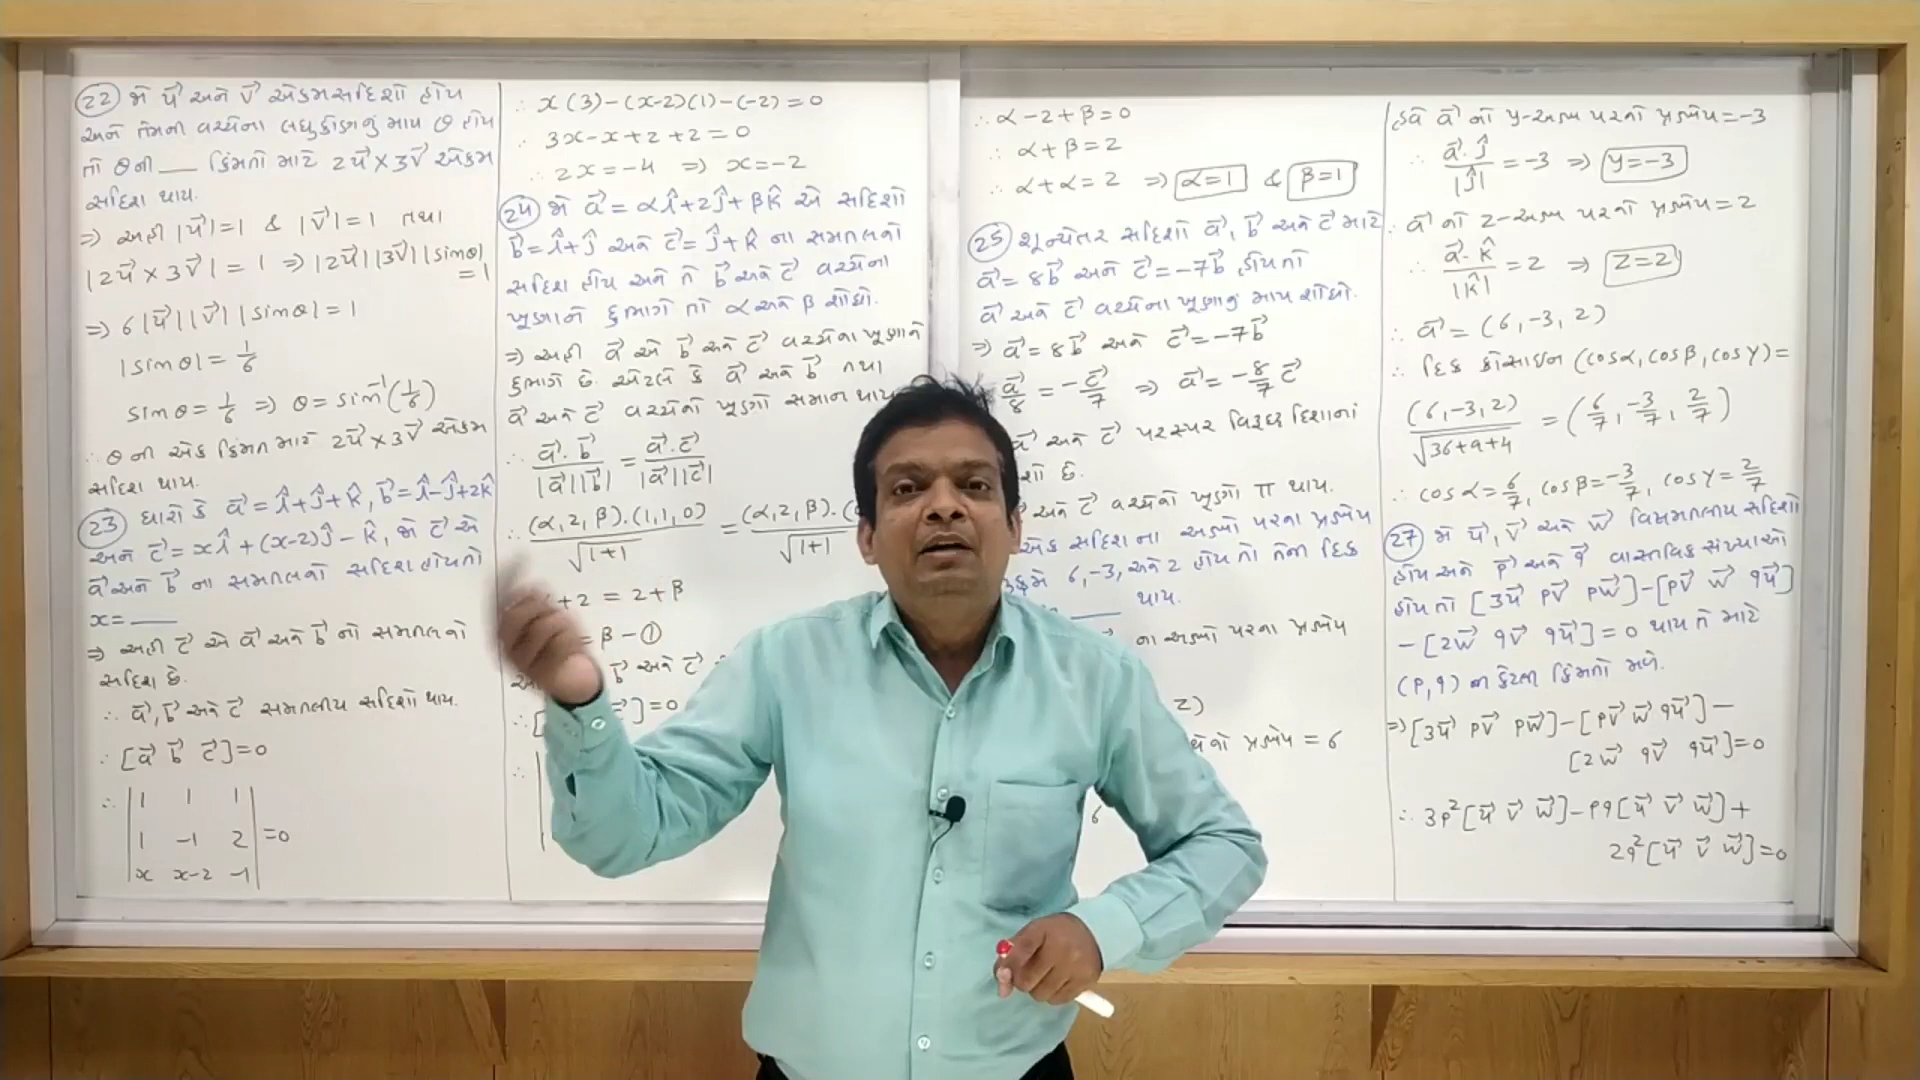 (22) જો u⃗ અને v⃗ એકમસદિશો હોય
અને તેમની વચ્ચેના લઘુકોણનું માપ θ હોય
તો θની ___ કિંમતો માટે 2u⃗ × 3v⃗ એકમ
સદિશ થાય.
⇒ અહીં |u⃗|=1 & |v⃗|=1 તથા
|2u⃗ × 3v⃗| = 1 ⇒ |2u⃗||3v⃗||sinθ|
=1
⇒ 6|u⃗||v⃗||sinθ|=1
|sinθ|= 1/6
sinθ= 1/6 ⇒ θ= sin⁻¹(1/6)
∴ θ ની એક કિંમત માટે 2u⃗ × 3v⃗ એકમ
સદિશ થાય.
(23) ધારો કે a⃗ = î+ĵ+k̂, b⃗ = î-ĵ+2k̂
અને c⃗ = xî+(x-2)ĵ-k̂, જો c⃗ એ
a⃗ અને b⃗ ના સમતલનો સદિશ હોય તો
x= ___
⇒ અહીં c⃗ એ a⃗ અને b⃗ નો સમતલનો
સદિશ છે.
∴ a⃗, b⃗ અને c⃗ સમતલીય સદિશો થાય.
∴ [a⃗ b⃗ c⃗]=0
∴ | 1 1 1 |
| 1 -1 2 | =0
| x x-2 -1 |
∴ x(3)-(x-2)(1)-(-2)=0
∴ 3x-x+2+2=0
∴ 2x=-4 ⇒ x=-2
(24) જો a⃗ = αî+2ĵ+βk̂ એ સદિશો
b⃗ = î+ĵ અને c⃗ = ĵ+k̂ ના સમતલનો
સદિશ હોય અને તે b⃗ અને c⃗ વચ્ચેના
ખૂણાને દુભાગે તો α અને β શોધો.
⇒ અહીં a⃗ એ b⃗ અને c⃗ વચ્ચેના ખૂણાને
દુભાગે છે. એટલે કે a⃗ અને b⃗ તથા
a⃗ અને c⃗ વચ્ચેનો ખૂણો સમાન થાય
∴ a⃗·b⃗ / |a⃗||b⃗| = a⃗·c⃗ / |a⃗||c⃗|
∴ (α,2,β)·(1,1,0) / √1+1 = (α,2,β)·( / √1+1
+2 = 2+β
= β -①
b⃗ અને c⃗
∴ [ c⃗]=0
∴ |
∴ α-2+β=0
∴ α+β=2
∴ α+α=2 ⇒ α=1 & β=1
(25) શૂન્યેતર સદિશો a⃗, b⃗ અને c⃗ માટે
a⃗ = 8b⃗ અને c⃗ = -7b⃗ હોય તો
a⃗ અને c⃗ વચ્ચેના ખૂણાનું માપ શોધો.
⇒ a⃗ = 8b⃗ અને c⃗ = -7b⃗
a⃗/8 = -c⃗/7 ⇒ a⃗ = -8/7 c⃗
a⃗ અને c⃗ પરસ્પર વિરૂદ્ધ દિશાનાં
શો છે.
અને c⃗ વચ્ચેનો ખૂણો π થાય.
એક સદિશના અક્ષો પરના પ્રક્ષેપ
6, -3, અને 2 હોય તો તેના દિક
___ થાય.
ના અક્ષો પરના પ્રક્ષેપ
z)
પ્રક્ષેપ = 6
6
હવે a⃗ નો y-અક્ષ પરનો પ્રક્ષેપ = -3
∴ a⃗·ĵ / |ĵ| = -3 ⇒ y=-3
∴ a⃗ નો z-અક્ષ પરનો પ્રક્ષેપ = 2
∴ a⃗·k̂ / |k̂| = 2 ⇒ z=2
∴ a⃗ = (6,-3,2)
∴ દિક કોસાઇન (cosα, cosβ, cosγ)=
(6,-3,2) / √36+9+4 = (6/7, -3/7, 2/7)
∴ cosα= 6/7, cosβ= -3/7, cosγ= 2/7
(27) જો u⃗, v⃗ અને w⃗ વિષમતલીય સદિશો
હોય અને p અને q વાસ્તવિક સંખ્યાઓ
હોય તો [3u⃗ pv⃗ pw⃗]-[pv⃗ w⃗ qu⃗]
-[2w⃗ qv⃗ qu⃗]=0 થાય તે માટે
(p,q) ના કેટલી કિંમતો મળે.
⇒ [3u⃗ pv⃗ pw⃗]-[pv⃗ w⃗ qu⃗]-
[2w⃗ qv⃗ qu⃗]=0
∴ 3p²[u⃗ v⃗ w⃗]-pq[u⃗ v⃗ w⃗]+
2q²[u⃗ v⃗ w⃗]=0